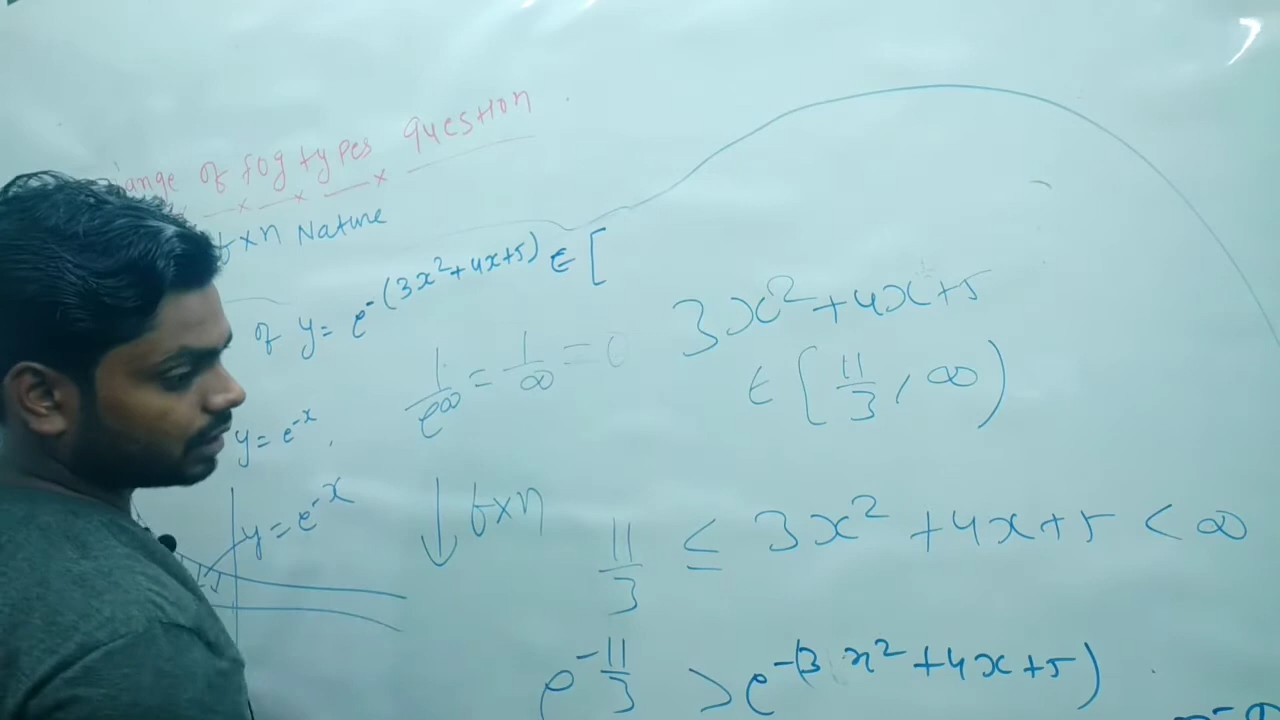 ange of fog types question
fxn Nature
of y = e^-(3x²+4x+5) ∈ [
3x²+4x+5
1/e^∞ = 1/∞ = 0
∈ [11/3, ∞)
y = e^-x
y = e^-x
↓ fxn
11/3 ≤ 3x² + 4x + 5 < ∞
e^-11/3 > e^-(3x²+4x+5)